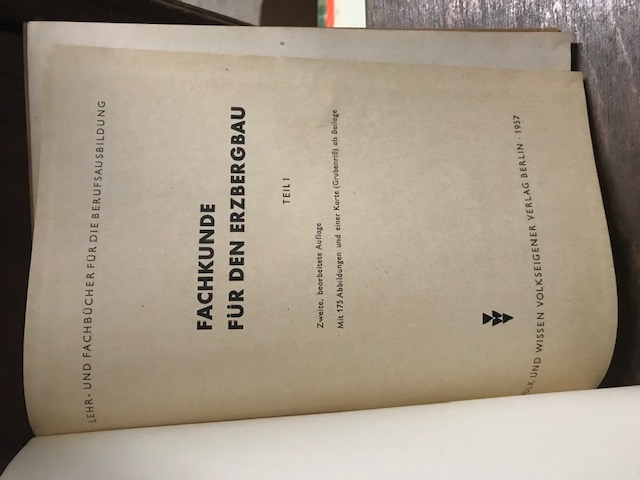 LEHR- UND FACHBÜCHER FÜR DIE BERUFSAUSBILDUNG
FACHKUNDE
FÜR DEN ERZBERGBAU
TEIL I
Zweite, bearbeitete Auflage
Mit 175 Abbildungen und einer Karte (Grubenriß) als Beilage
VOLK UND WISSEN VOLKSEIGENER VERLAG BERLIN · 1957